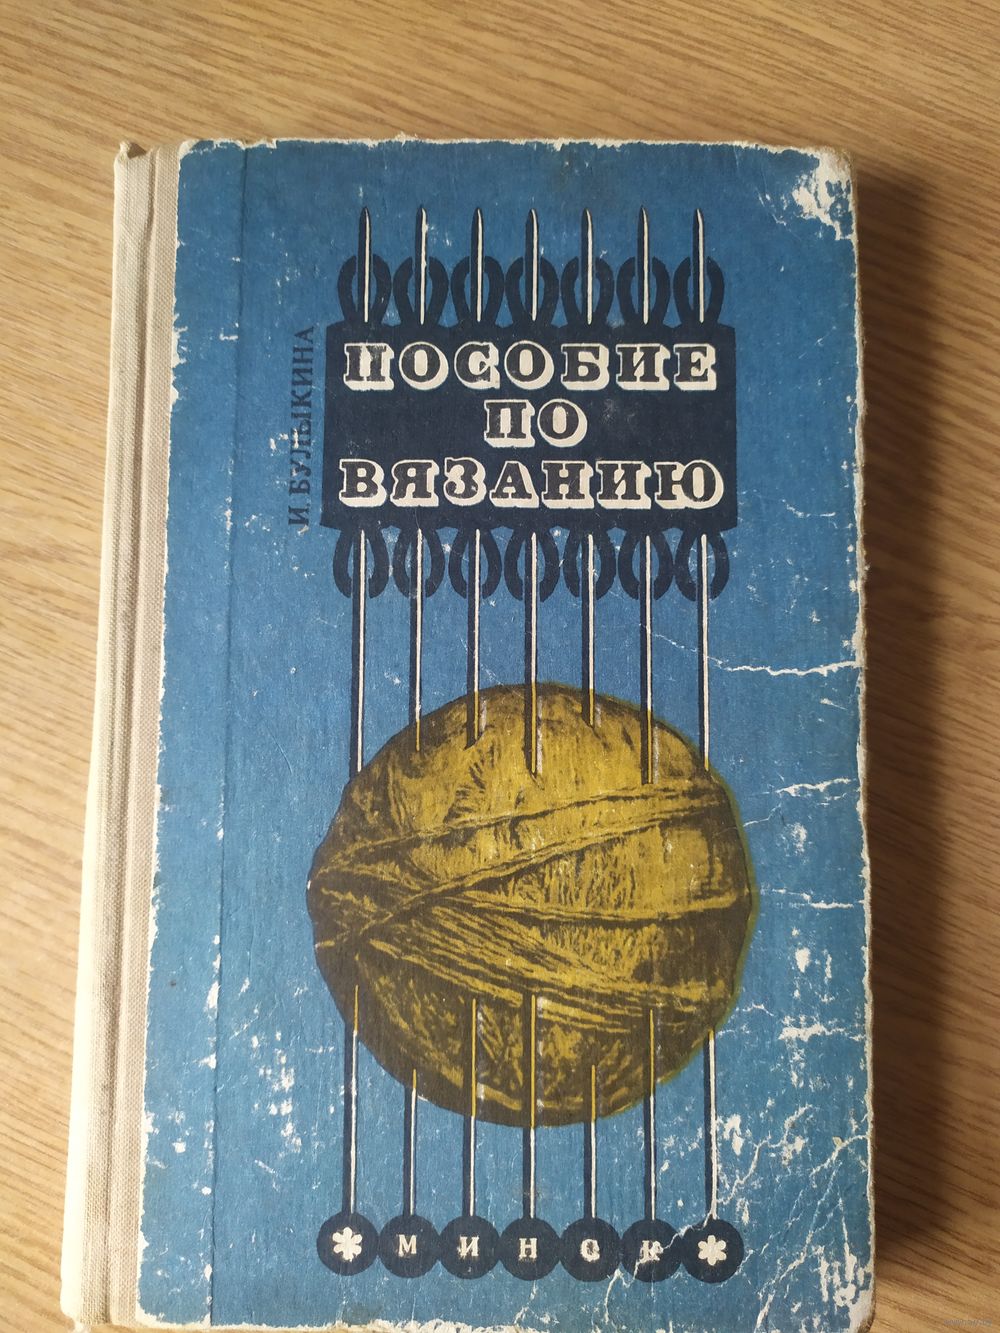 И. БУЛЫКИНА
ПОСОБИЕ
ПО
ВЯЗАНИЮ
МИНСК